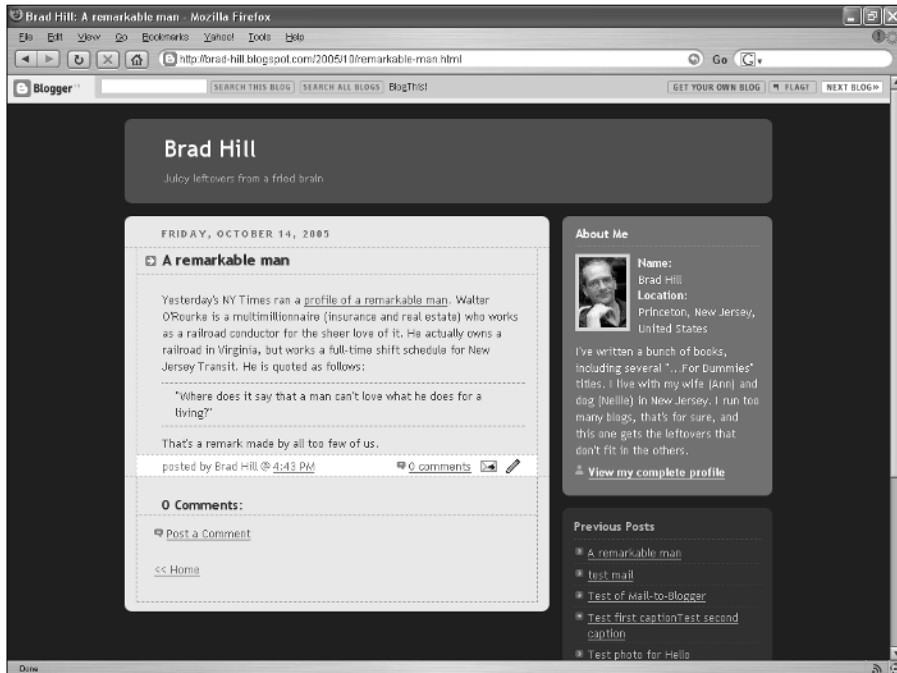 Brad Hill: A remarkable man - Mozilla Firefox
File Edit View Go Bookmarks Yahoo! Tools Help
http://brad-hill.blogspot.com/2005/10/remarkable-man.html Go
Blogger SEARCH THIS BLOG SEARCH ALL BLOGS BlogThis! GET YOUR OWN BLOG FLAG? NEXT BLOG»
Brad Hill
Juicy leftovers from a fried brain
FRIDAY, OCTOBER 14, 2005
A remarkable man
Yesterday's NY Times ran a profile of a remarkable man. Walter
O'Rourke is a multimillionnaire (insurance and real estate) who works
as a railroad conductor for the sheer love of it. He actually owns a
railroad in Virginia, but works a full-time shift schedule for New
Jersey Transit. He is quoted as follows:
"Where does it say that a man can't love what he does for a
living?"
That's a remark made by all too few of us.
posted by Brad Hill @ 4:43 PM 0 comments
0 Comments:
Post a Comment
<< Home
About Me
Name:
Brad Hill
Location:
Princeton, New Jersey,
United States
I've written a bunch of books,
including several "...For Dummies"
titles. I live with my wife (Ann) and
dog (Nellie) in New Jersey. I run too
many blogs, that's for sure, and
this one gets the leftovers that
don't fit in the others.
View my complete profile
Previous Posts
A remarkable man
test mail
Test of Mail-to-Blogger
Test first captionTest second
caption
Test photo for Hello
Done